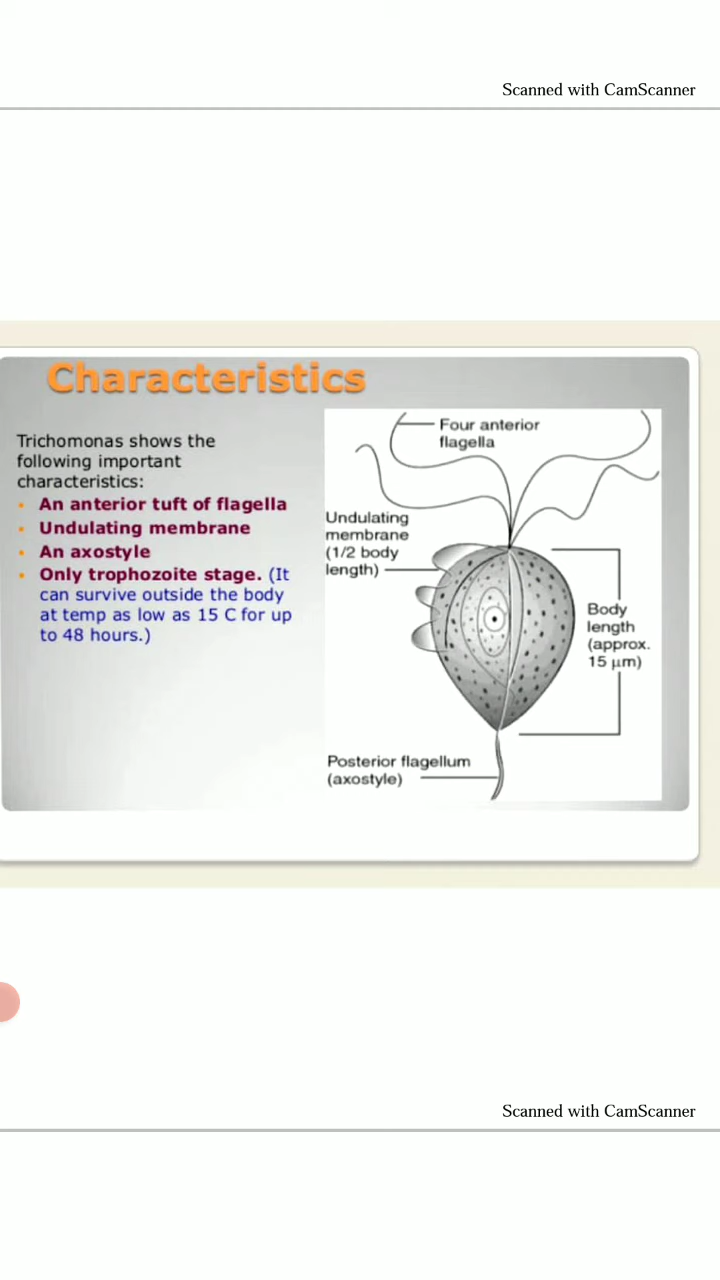 Scanned with CamScanner
Characteristics
Trichomonas shows the
following important
characteristics:
• An anterior tuft of flagella
• Undulating membrane
• An axostyle
• Only trophozoite stage. (It
can survive outside the body
at temp as low as 15 C for up
to 48 hours.)
Four anterior
flagella
Undulating
membrane
(1/2 body
length)
Body
length
(approx.
15 μm)
Posterior flagellum
(axostyle)
Scanned with CamScanner